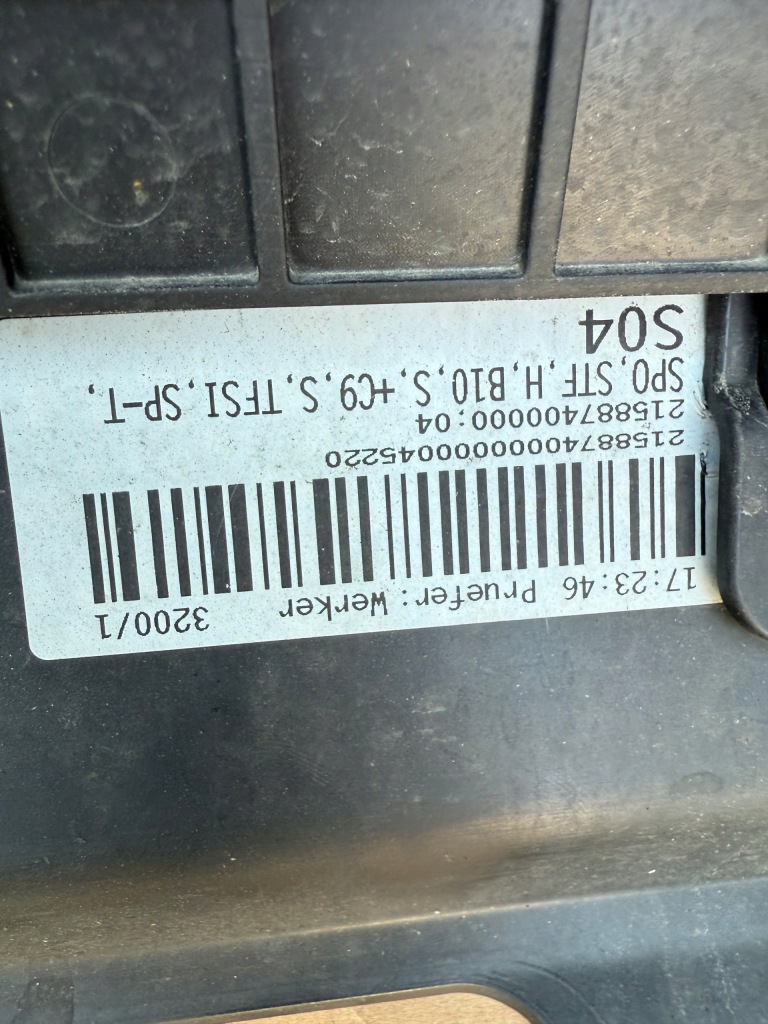 17:23:46 Pruefer:Werker 3200/1
21588740000000045220
215887400000:04
SPO,STF,H,B10,S,+C9,S,TFSI,SP-T,
S04